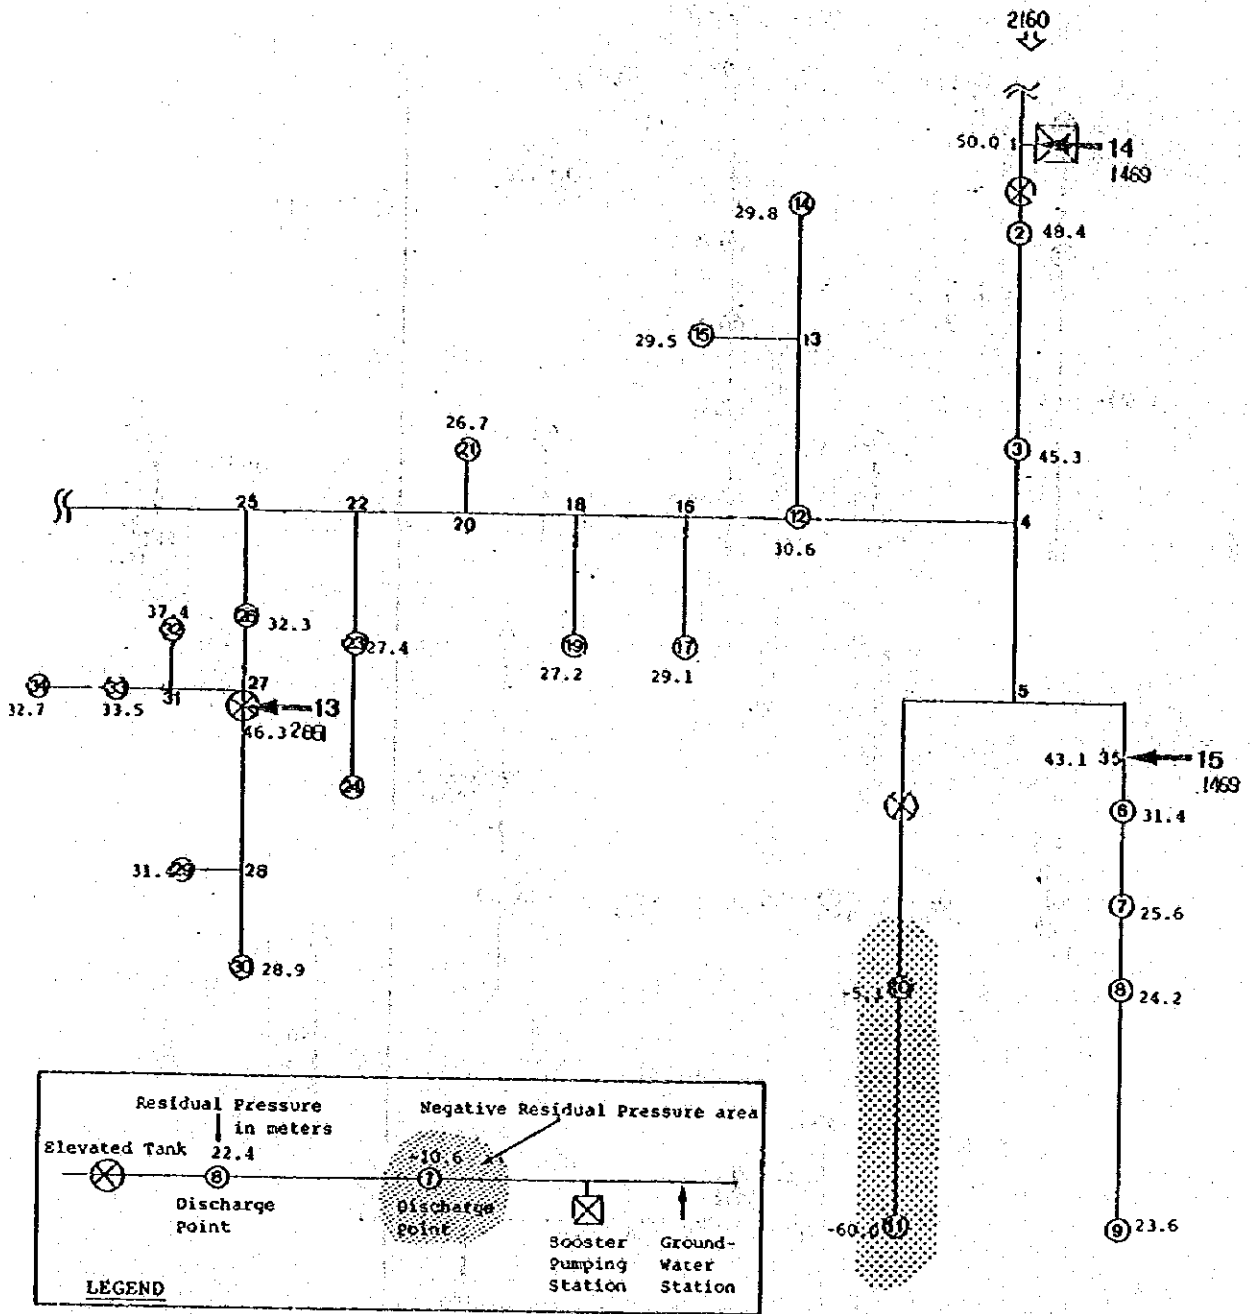 2160
50.0 1 14
1469
2 48.4
14
29.8
15
29.5 13
26.7
21
3 45.3
25 22 18 16
20 12 4
30.6
37.4
32
26 32.3
23 27.4
19 17
27.2 29.1
34 33 31 27
32.7 33.5
13
46.3 2891
24
5
43.1 35 15
1469
6 31.4
31.4 29 28
7 25.6
30 28.9
8 24.2
-60.0
9 23.6
Residual Pressure
in meters
Negative Residual Pressure area
Elevated Tank 22.4 -10.6
8 7
Discharge
Point
Discharge
Point
Booster
Pumping
Station
Ground-
Water
Station
LEGEND